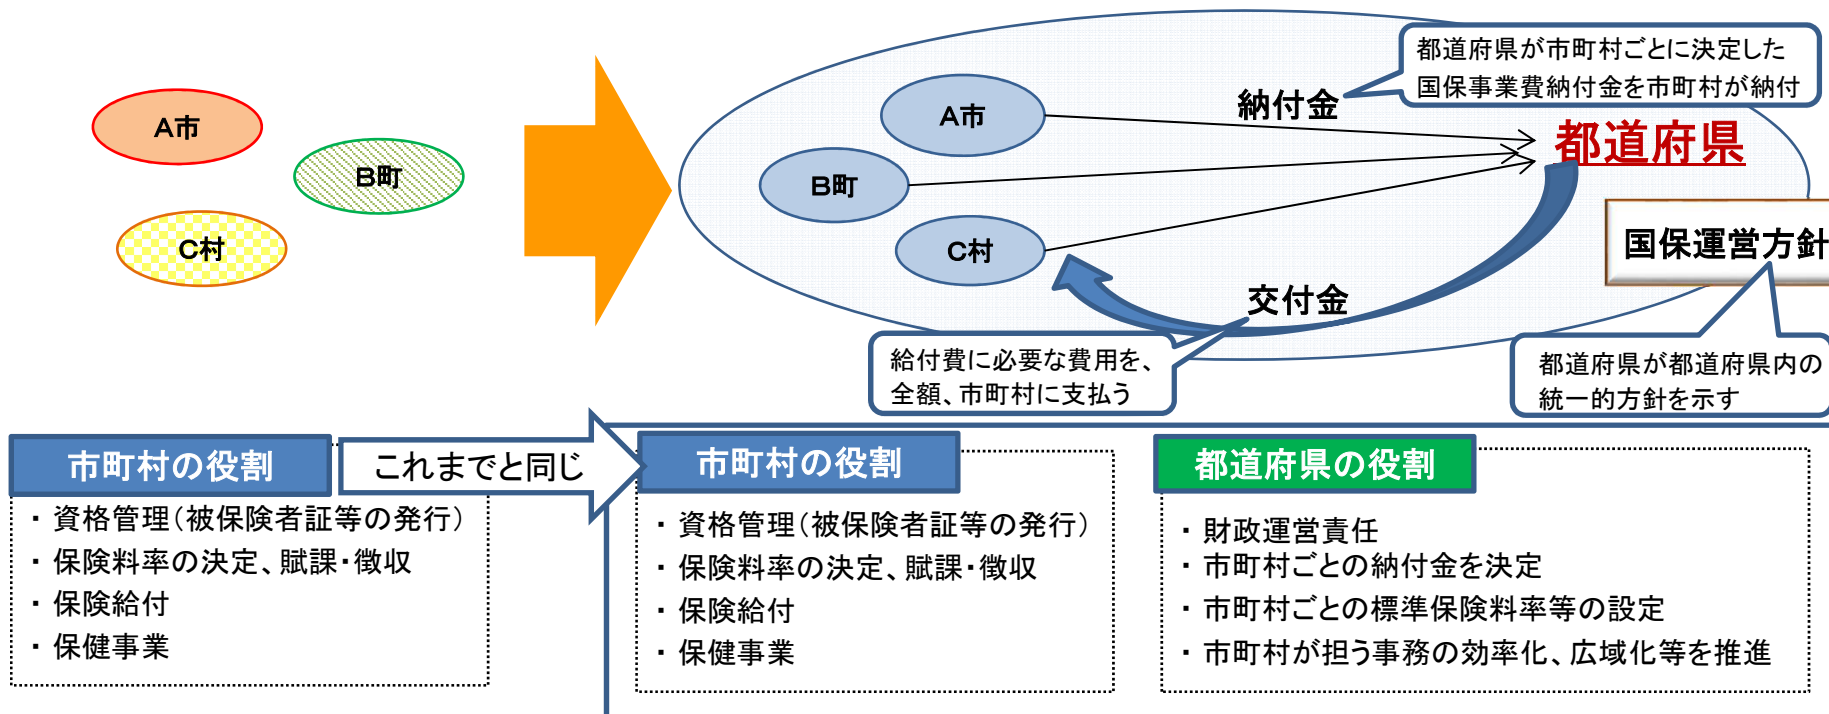 A市
B町
C村
都道府県が市町村ごとに決定した
国保事業費納付金を市町村が納付
納付金
A市
B町
C村
都道府県
国保運営方針
交付金
給付費に必要な費用を、
全額、市町村に支払う
都道府県が都道府県内の
統一的方針を示す
市町村の役割
・ 資格管理(被保険者証等の発行)
・ 保険料率の決定、賦課・徴収
・ 保険給付
・ 保健事業
これまでと同じ
市町村の役割
・ 資格管理(被保険者証等の発行)
・ 保険料率の決定、賦課・徴収
・ 保険給付
・ 保健事業
都道府県の役割
・ 財政運営責任
・ 市町村ごとの納付金を決定
・ 市町村ごとの標準保険料率等の設定
・ 市町村が担う事務の効率化、広域化等を推進